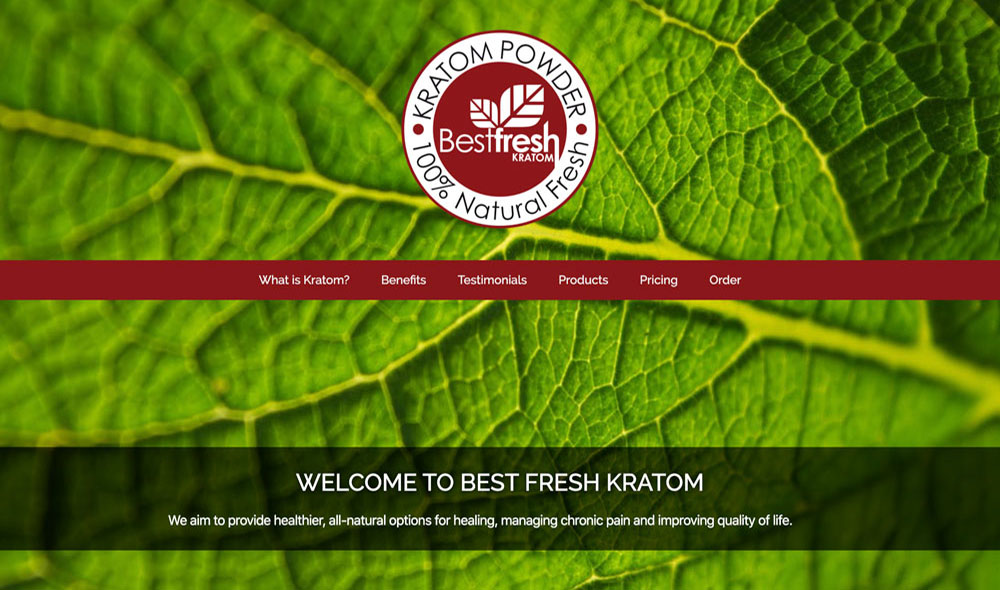 KRATOM POWDER
Bestfresh
KRATOM
100% Natural Fresh
What is Kratom? Benefits Testimonials Products Pricing Order
WELCOME TO BEST FRESH KRATOM
We aim to provide healthier, all-natural options for healing, managing chronic pain and improving quality of life.